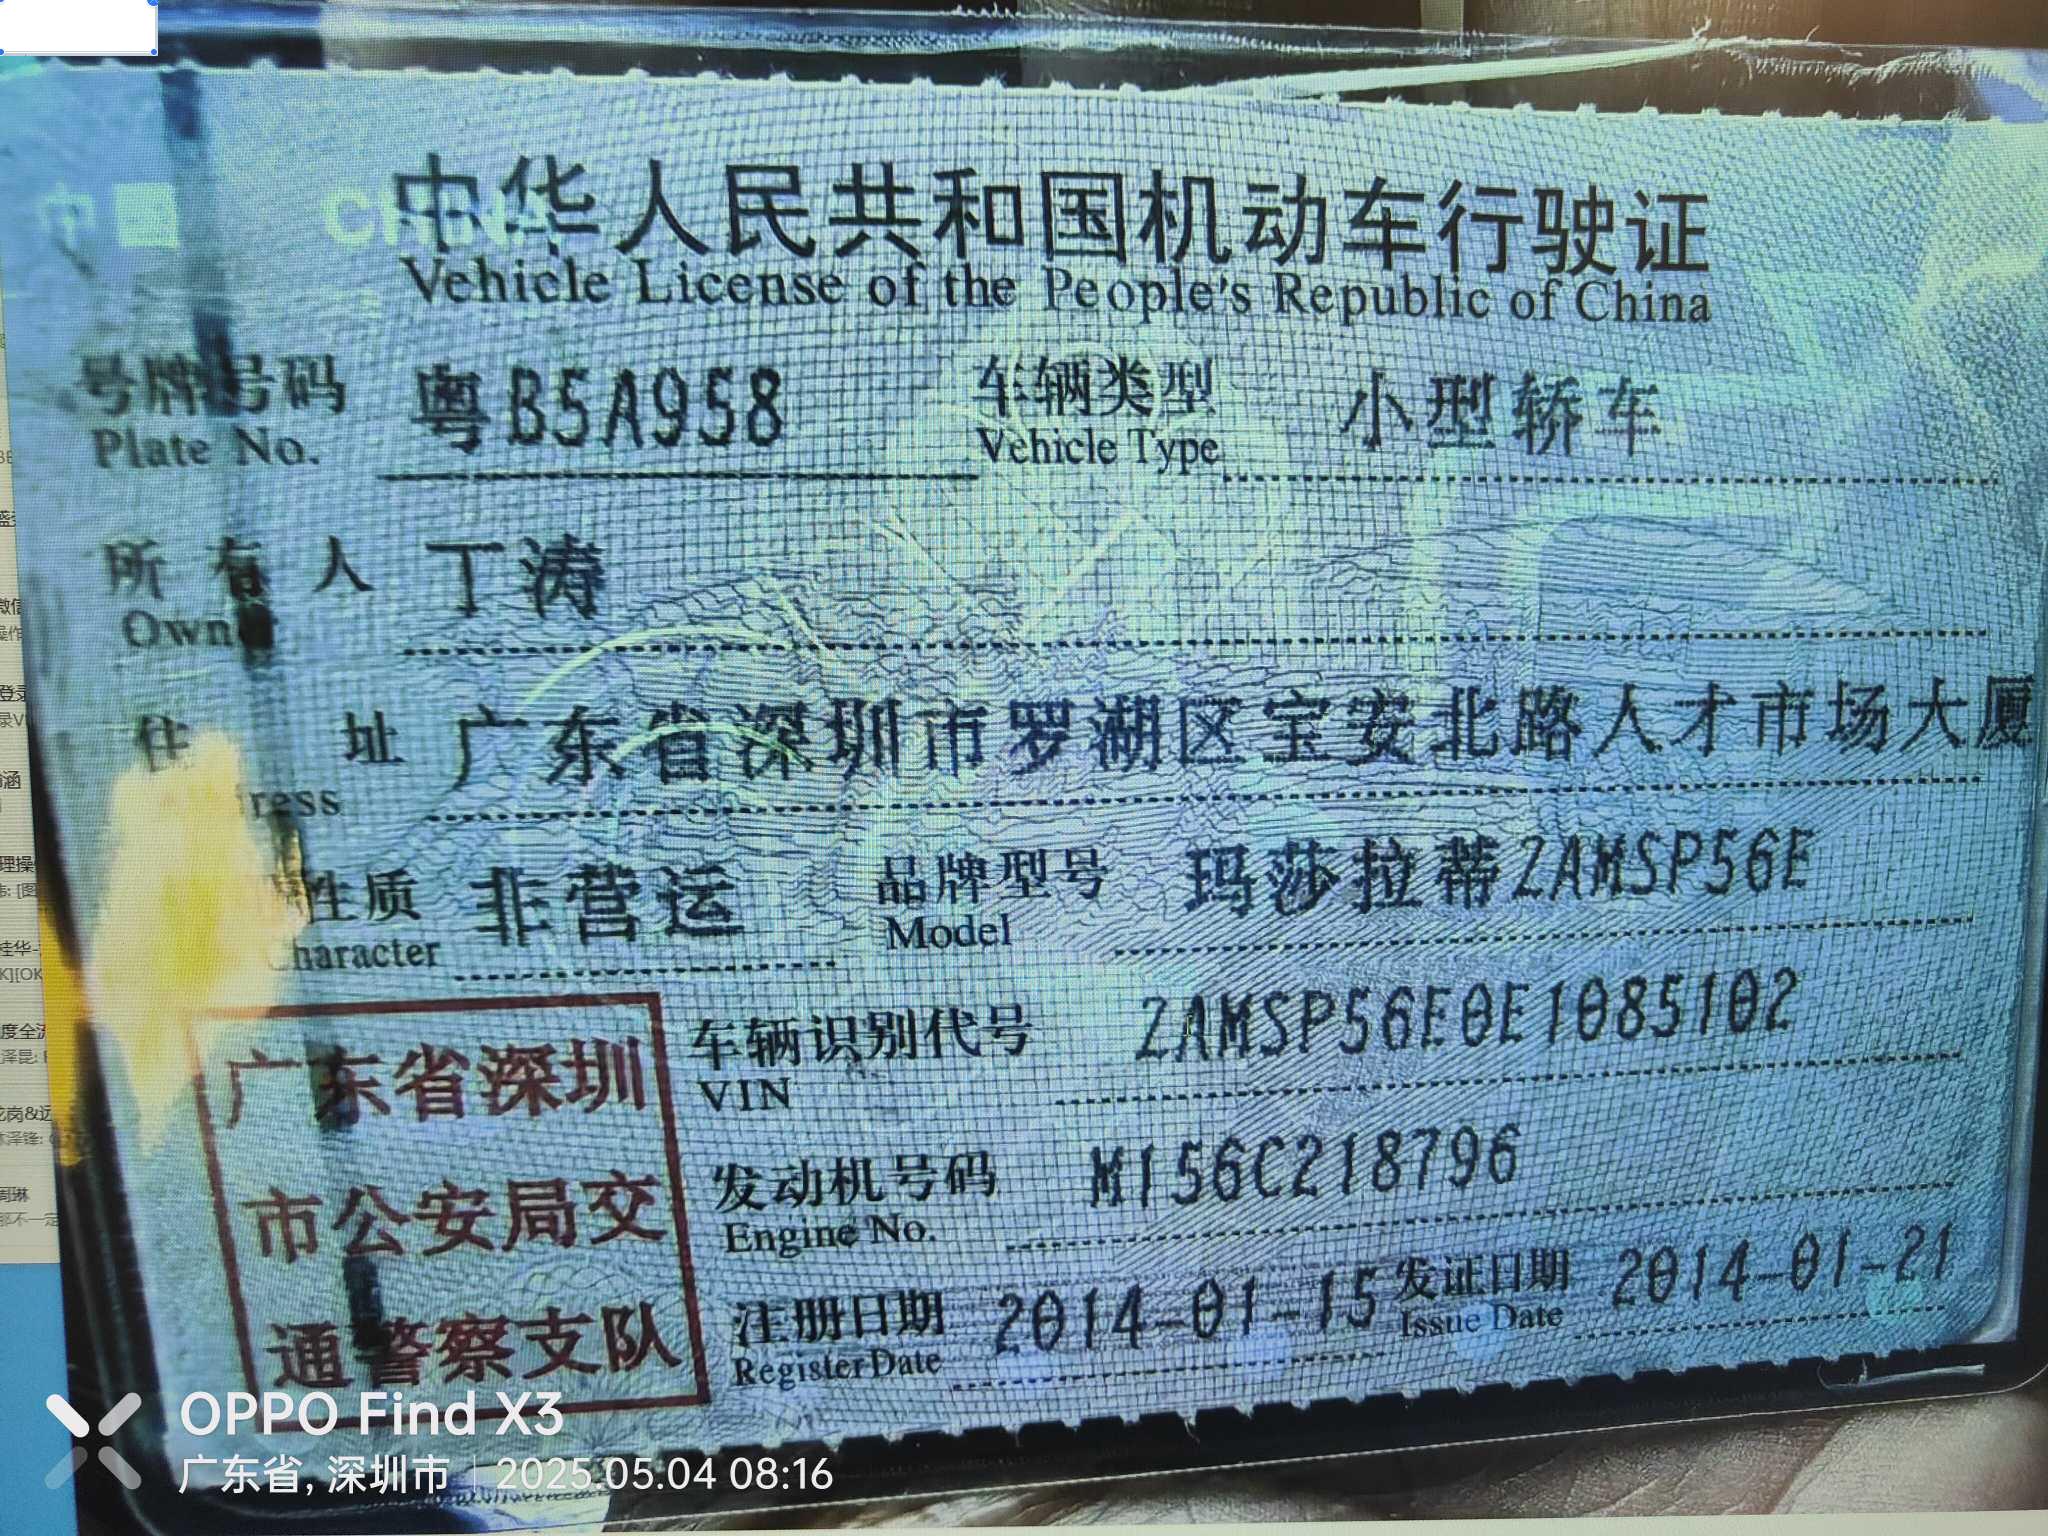 中国 CHINA
中华人民共和国机动车行驶证
Vehicle License of the People's Republic of China
号牌号码 粤B5A958 车辆类型 小型轿车
Plate No. Vehicle Type
所有人 丁涛
Own
住址 广东省深圳市罗湖区宝安北路人才市场大厦
ress
性质 非营运 品牌型号 玛莎拉蒂ZAMSP56E
Character Model
车辆识别代号 ZAMSP56E0E1085102
VIN
广东省深圳
市公安局交
通警察支队
发动机号码 M156C218796
Engine No.
注册日期 2014-01-15 发证日期 2014-01-21
Register Date Issue Date
OPPO Find X3
广东省, 深圳市 | 2025.05.04 08:16